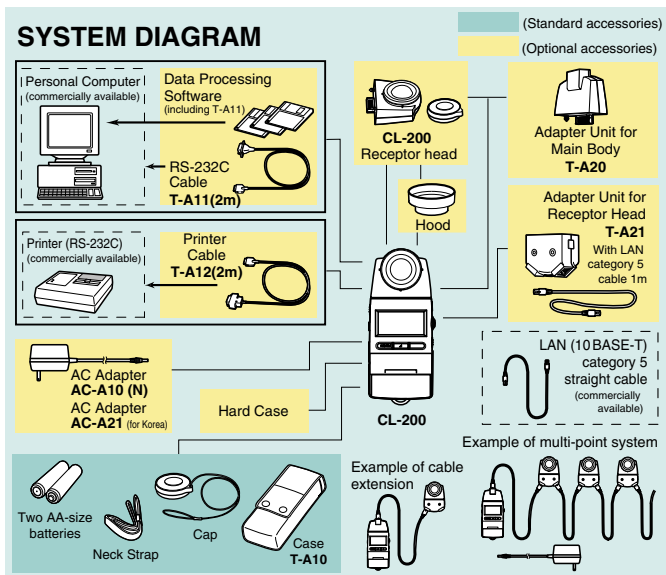 SYSTEM DIAGRAM
(Standard accessories)
(Optional accessories)
Personal Computer
(commercially available)
Data Processing
Software
(including T-A11)
RS-232C
Cable
T-A11(2m)
Printer (RS-232C)
(commercially available)
Printer
Cable
T-A12(2m)
CL-200
Receptor head
Hood
Adapter Unit for
Main Body
T-A20
Adapter Unit for
Receptor Head
T-A21
With LAN
category 5
cable 1m
LAN (10 BASE-T)
category 5
straight cable
(commercially
available)
AC Adapter
AC-A10 (N)
AC Adapter
AC-A21 (for Korea)
Hard Case
CL-200
Two AA-size
batteries
Neck Strap
Cap
Case
T-A10
Example of cable
extension
Example of multi-point system